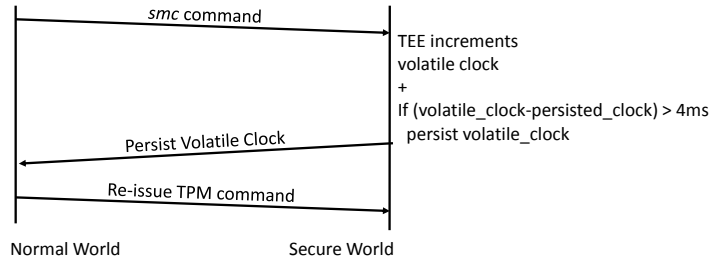 smc command
TEE increments
volatile clock
+
If (volatile_clock-persisted_clock) > 4ms
persist volatile_clock
Persist Volatile Clock
Re-issue TPM command
Normal World
Secure World